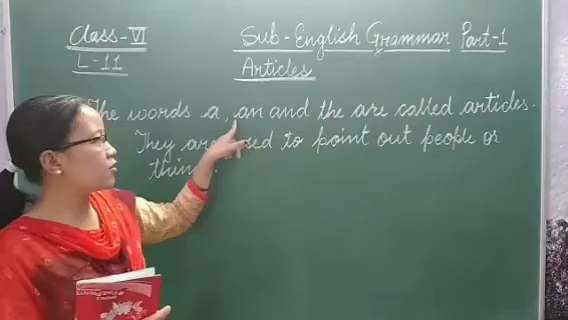 Class-VI
Sub-English Grammar Part-1
L-11
Articles
The words a, an and the are called articles.
They are used to point out people or
things.